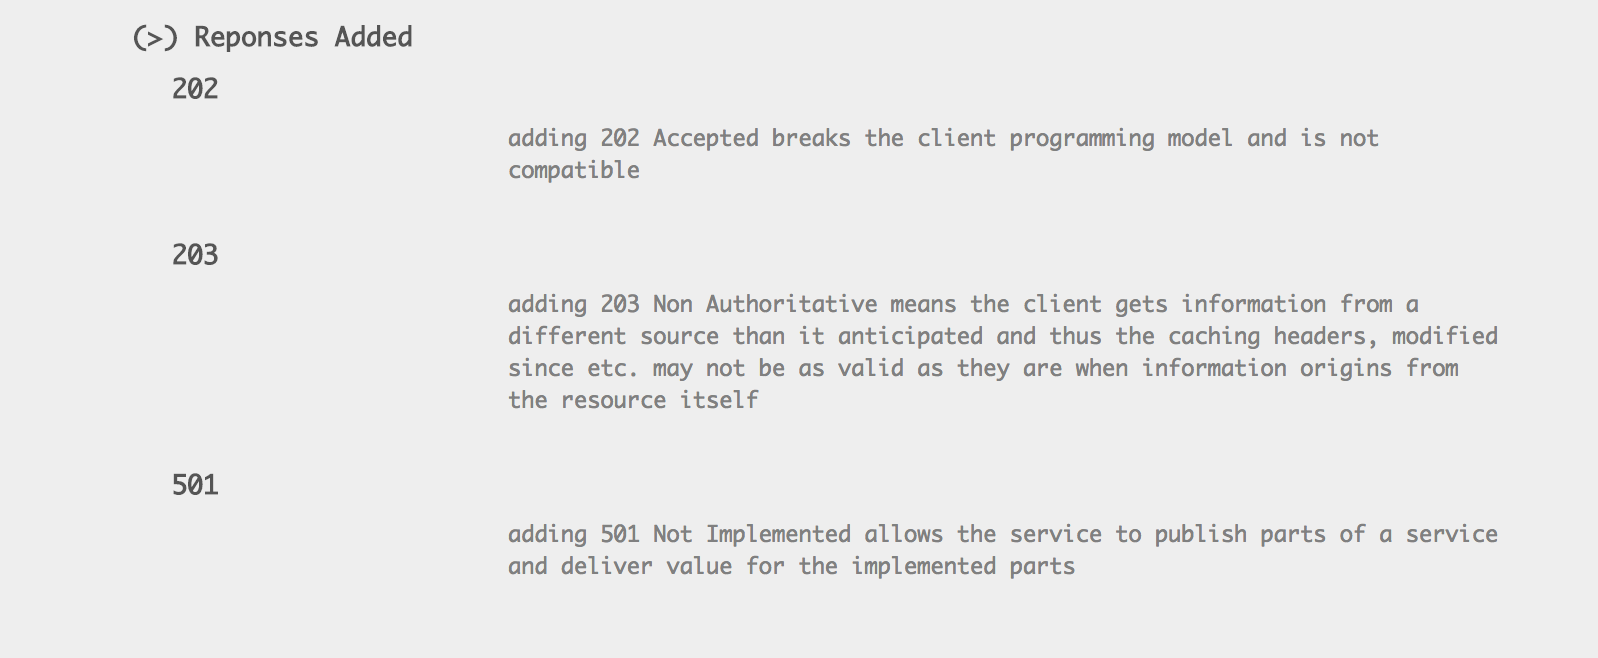 (>) Reponses Added
202
adding 202 Accepted breaks the client programming model and is not
compatible
203
adding 203 Non Authoritative means the client gets information from a
different source than it anticipated and thus the caching headers, modified
since etc. may not be as valid as they are when information origins from
the resource itself
501
adding 501 Not Implemented allows the service to publish parts of a service
and deliver value for the implemented parts